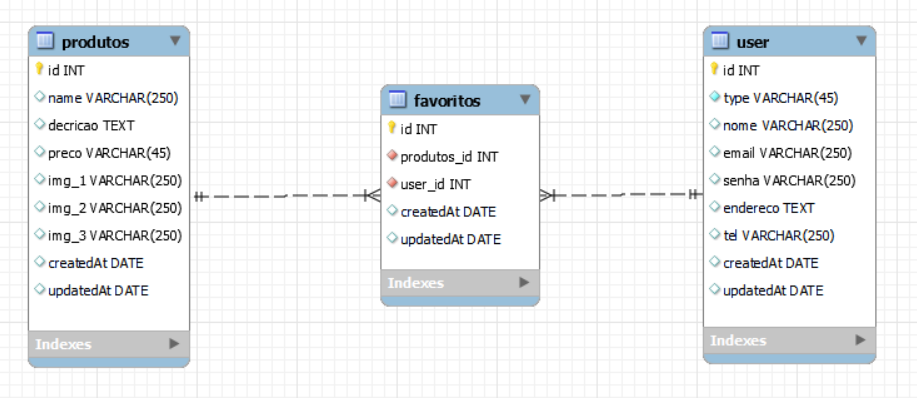 produtos
id INT
name VARCHAR(250)
decricao TEXT
preco VARCHAR(45)
img_1 VARCHAR(250)
img_2 VARCHAR(250)
img_3 VARCHAR(250)
createdAt DATE
updatedAt DATE
Indexes
favoritos
id INT
produtos_id INT
user_id INT
createdAt DATE
updatedAt DATE
Indexes
user
id INT
type VARCHAR(45)
nome VARCHAR(250)
email VARCHAR(250)
senha VARCHAR(250)
endereco TEXT
tel VARCHAR(250)
createdAt DATE
updatedAt DATE
Indexes